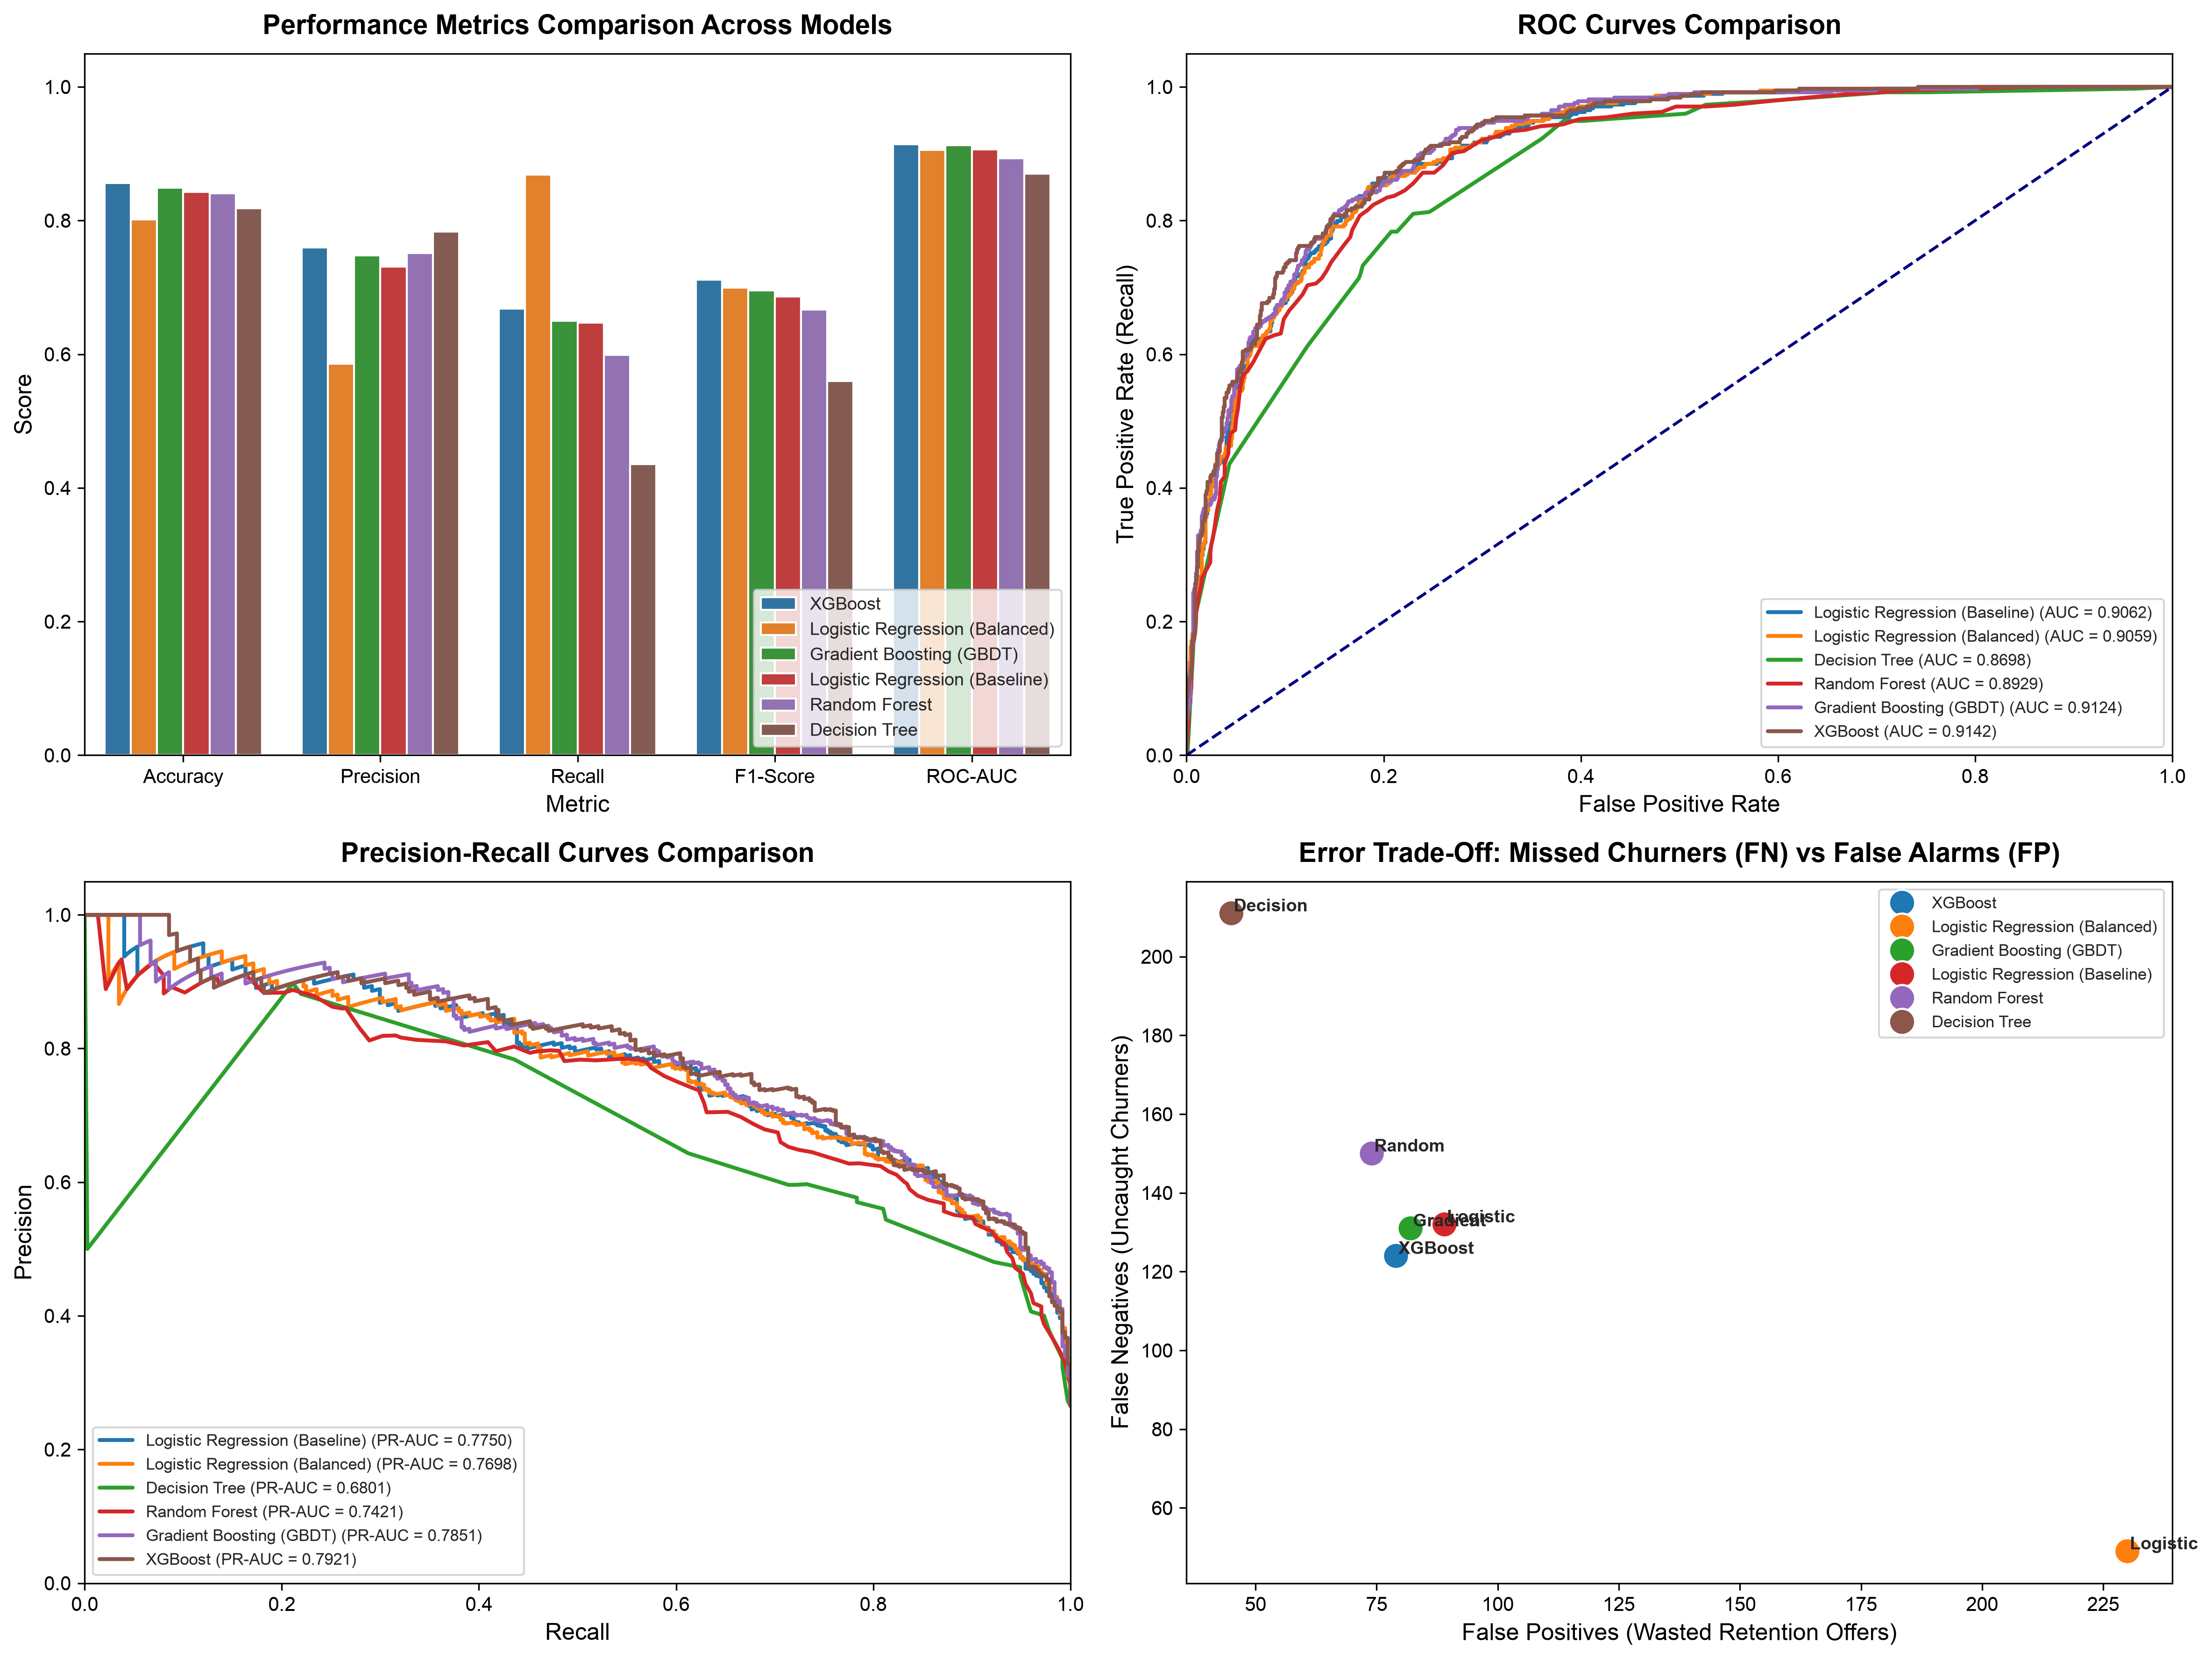 Performance Metrics Comparison Across Models
1.0
0.8
0.6
0.4
0.2
0.0
Score
Accuracy
Precision
Recall
F1-Score
ROC-AUC
Metric
XGBoost
Logistic Regression (Balanced)
Gradient Boosting (GBDT)
Logistic Regression (Baseline)
Random Forest
Decision Tree
ROC Curves Comparison
1.0
0.8
0.6
0.4
0.2
0.0
True Positive Rate (Recall)
0.0
0.2
0.4
0.6
0.8
1.0
False Positive Rate
Logistic Regression (Baseline) (AUC = 0.9062)
Logistic Regression (Balanced) (AUC = 0.9059)
Decision Tree (AUC = 0.8698)
Random Forest (AUC = 0.8929)
Gradient Boosting (GBDT) (AUC = 0.9124)
XGBoost (AUC = 0.9142)
Precision-Recall Curves Comparison
1.0
0.8
0.6
0.4
0.2
0.0
Precision
0.0
0.2
0.4
0.6
0.8
1.0
Recall
Logistic Regression (Baseline) (PR-AUC = 0.7750)
Logistic Regression (Balanced) (PR-AUC = 0.7698)
Decision Tree (PR-AUC = 0.6801)
Random Forest (PR-AUC = 0.7421)
Gradient Boosting (GBDT) (PR-AUC = 0.7851)
XGBoost (PR-AUC = 0.7921)
Error Trade-Off: Missed Churners (FN) vs False Alarms (FP)
200
180
160
140
120
100
80
60
False Negatives (Uncaught Churners)
50
75
100
125
150
175
200
225
False Positives (Wasted Retention Offers)
XGBoost
Logistic Regression (Balanced)
Gradient Boosting (GBDT)
Logistic Regression (Baseline)
Random Forest
Decision Tree
Decision
Random
Gradient
Logistic
XGBoost
Logistic